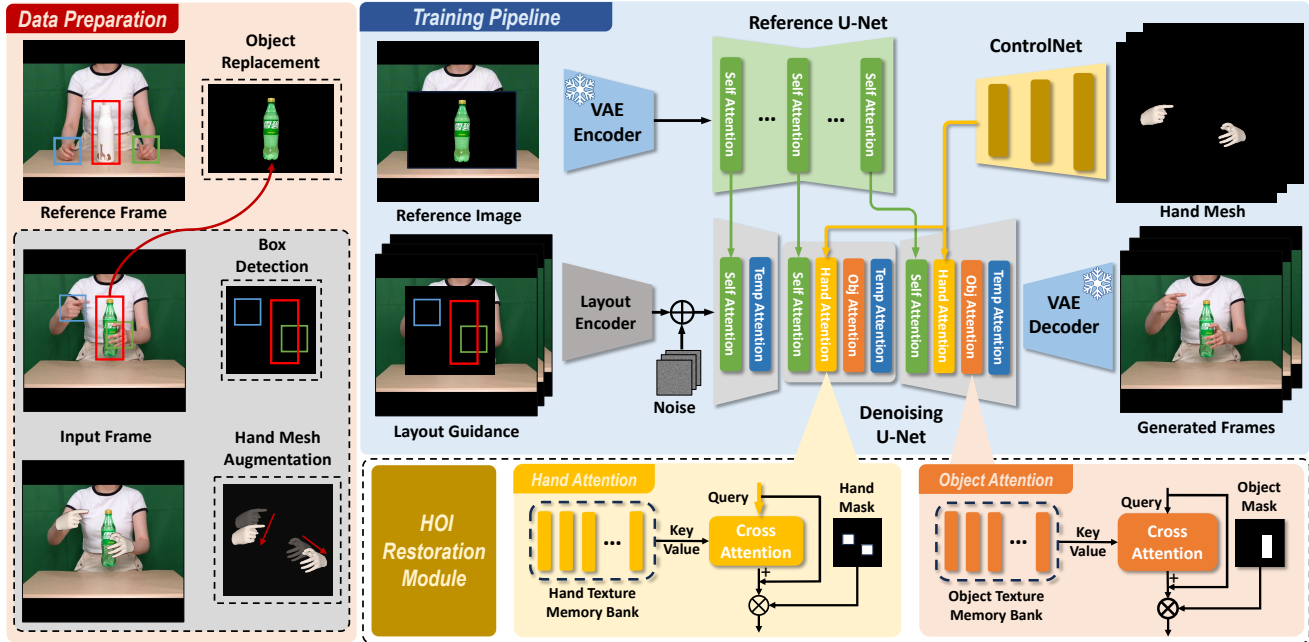 Data Preparation
Object
Replacement
Reference Frame
Box
Detection
Input Frame
Hand Mesh
Augmentation
Training Pipeline
Reference U-Net
ControlNet
VAE
Encoder
Self Attention
...
Self Attention
...
Self Attention
Reference Image
Hand Mesh
Layout
Encoder
Noise
Layout Guidance
Self Attention
Temp Attention
Self Attention
Hand Attention
Obj Attention
Temp Attention
Self Attention
Hand Attention
Obj Attention
Temp Attention
VAE
Decoder
Denoising
U-Net
Generated Frames
HOI
Restoration
Module
Hand Attention
Query
Hand
Mask
...
Key
Value
Cross
Attention
+
Hand Texture
Memory Bank
Object Attention
Query
Object
Mask
...
Key
Value
Cross
Attention
+
Object Texture
Memory Bank